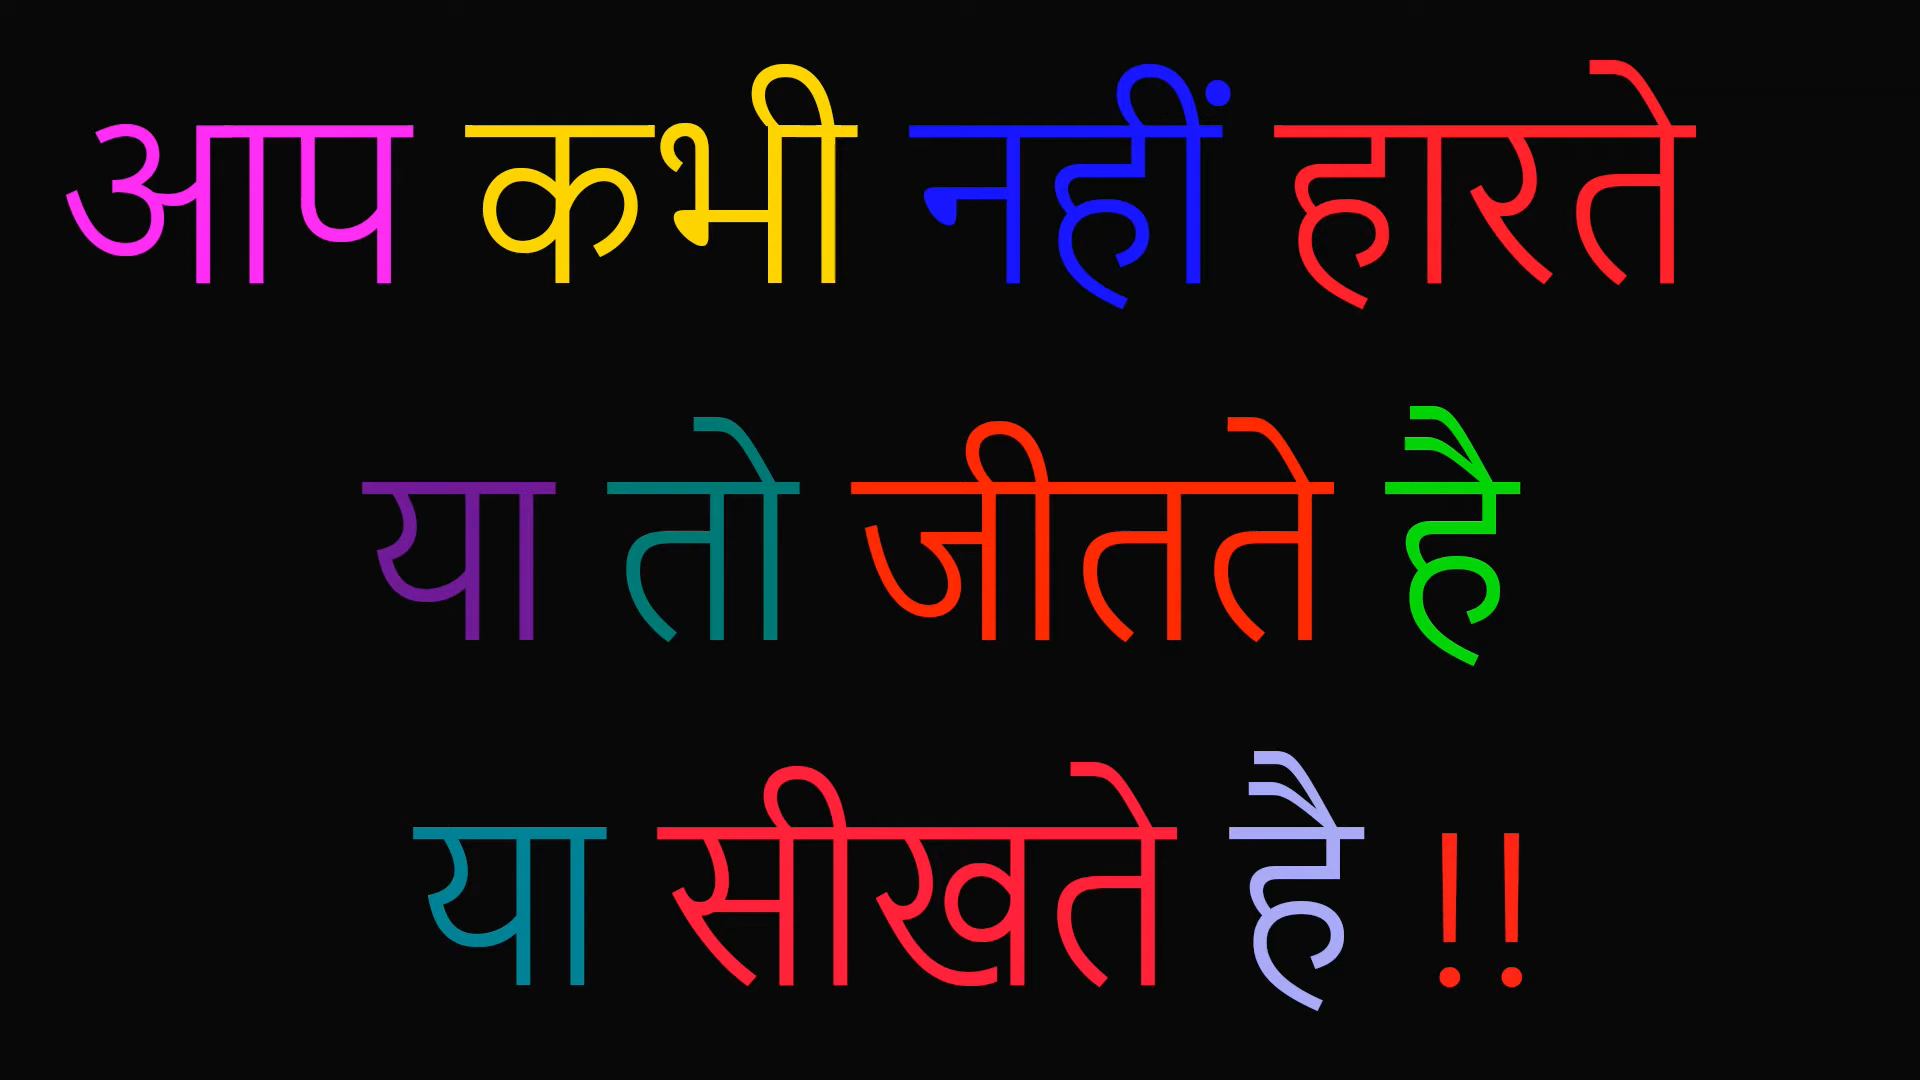 आप कभी नहीं हारते
या तो जीतते है
या सीखते है !!